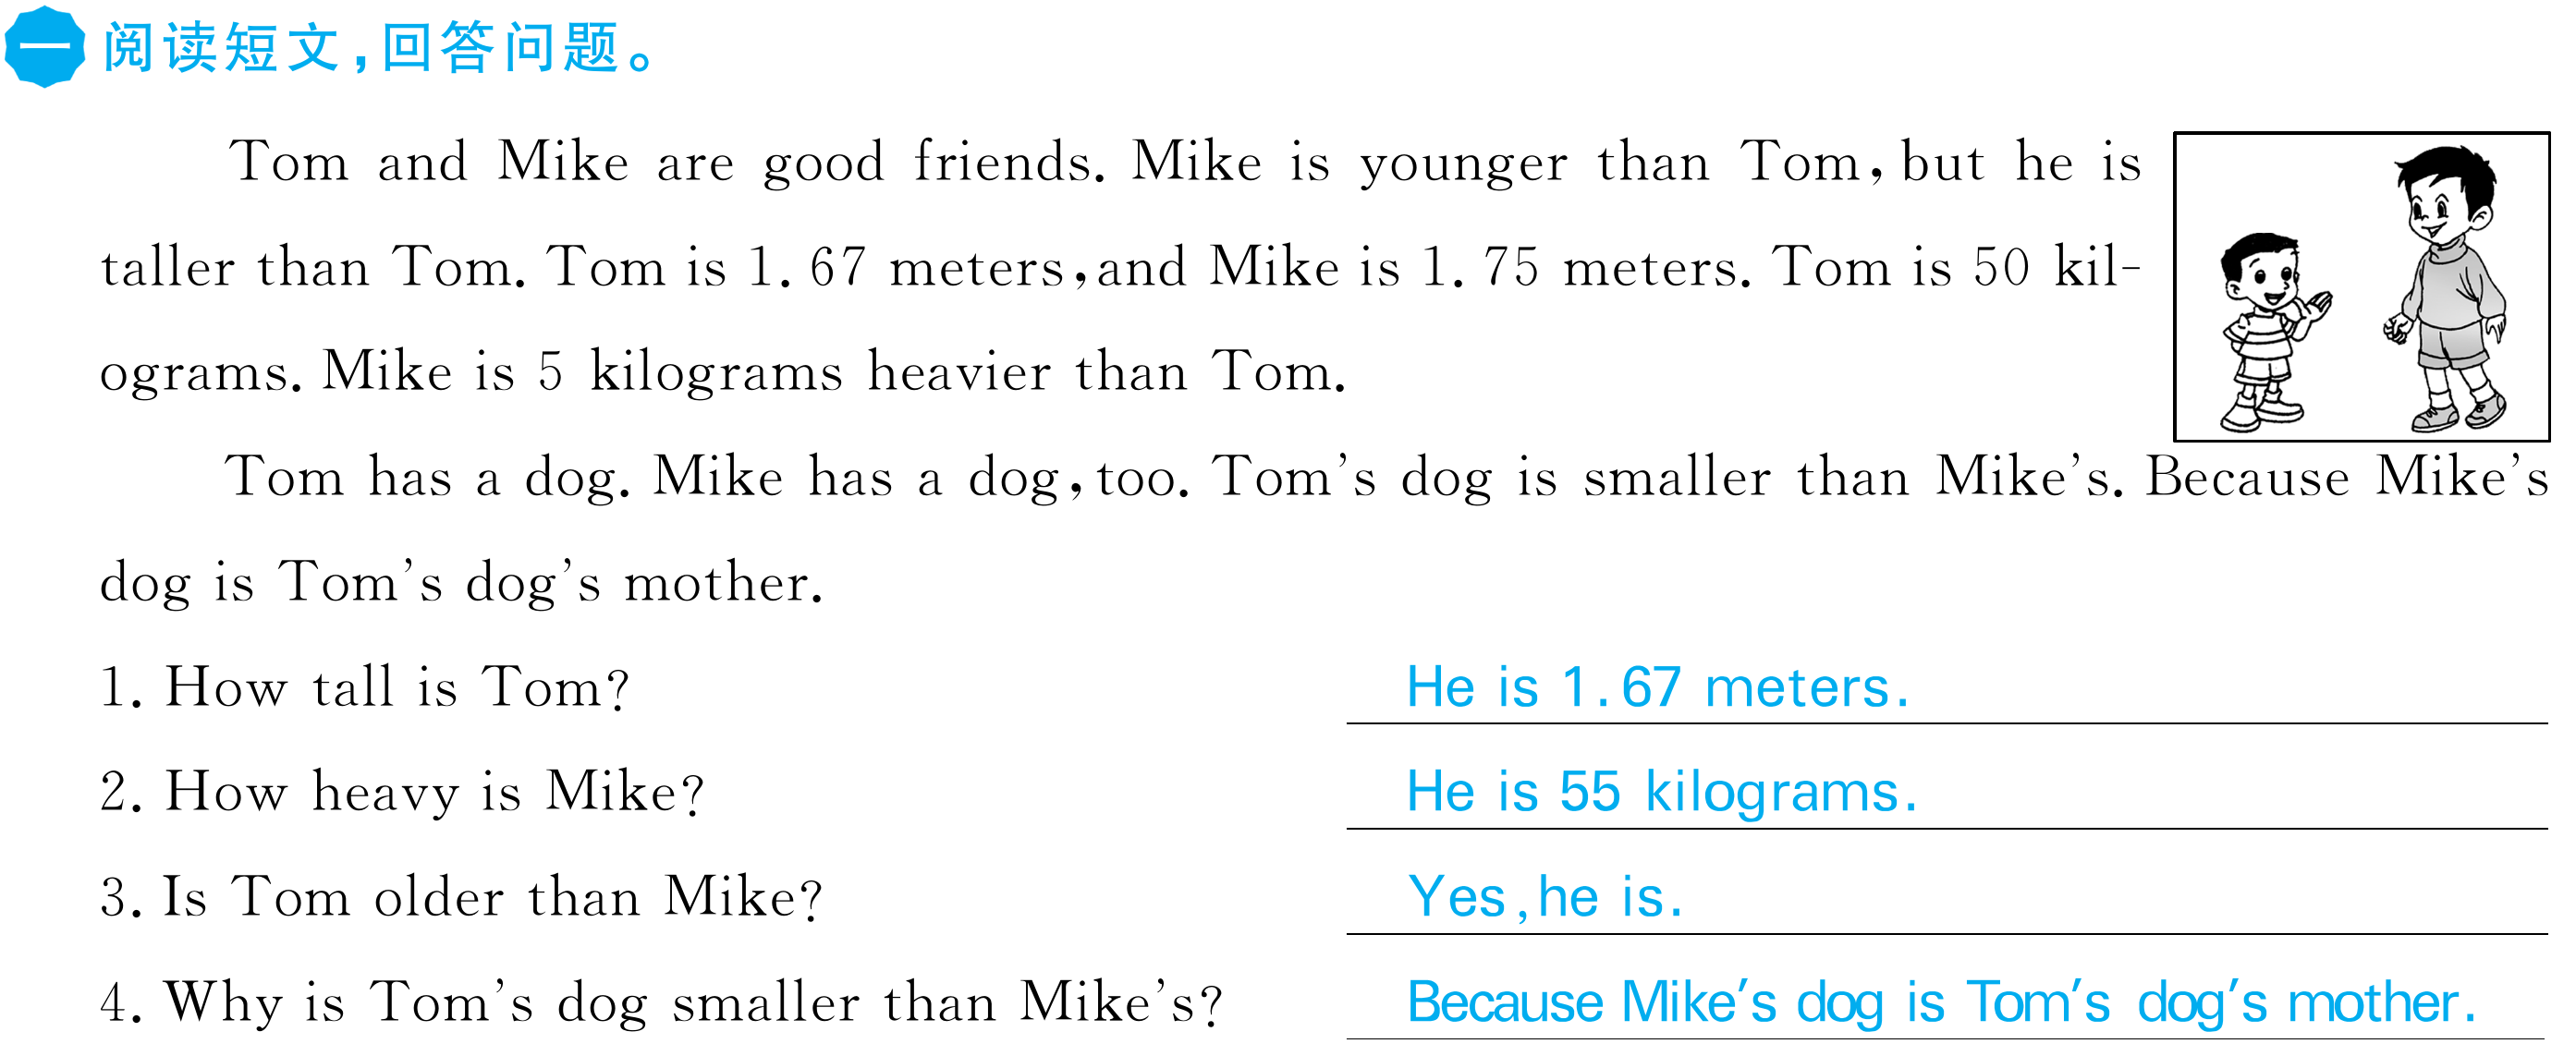 一 阅读短文,回答问题。
Tom and Mike are good friends. Mike is younger than Tom, but he is
taller than Tom. Tom is 1. 67 meters, and Mike is 1. 75 meters. Tom is 50 kil-
ograms. Mike is 5 kilograms heavier than Tom.
Tom has a dog. Mike has a dog, too. Tom's dog is smaller than Mike's. Because Mike's
dog is Tom's dog's mother.
1. How tall is Tom? He is 1.67 meters.
2. How heavy is Mike? He is 55 kilograms.
3. Is Tom older than Mike? Yes, he is.
4. Why is Tom's dog smaller than Mike's? Because Mike's dog is Tom's dog's mother.